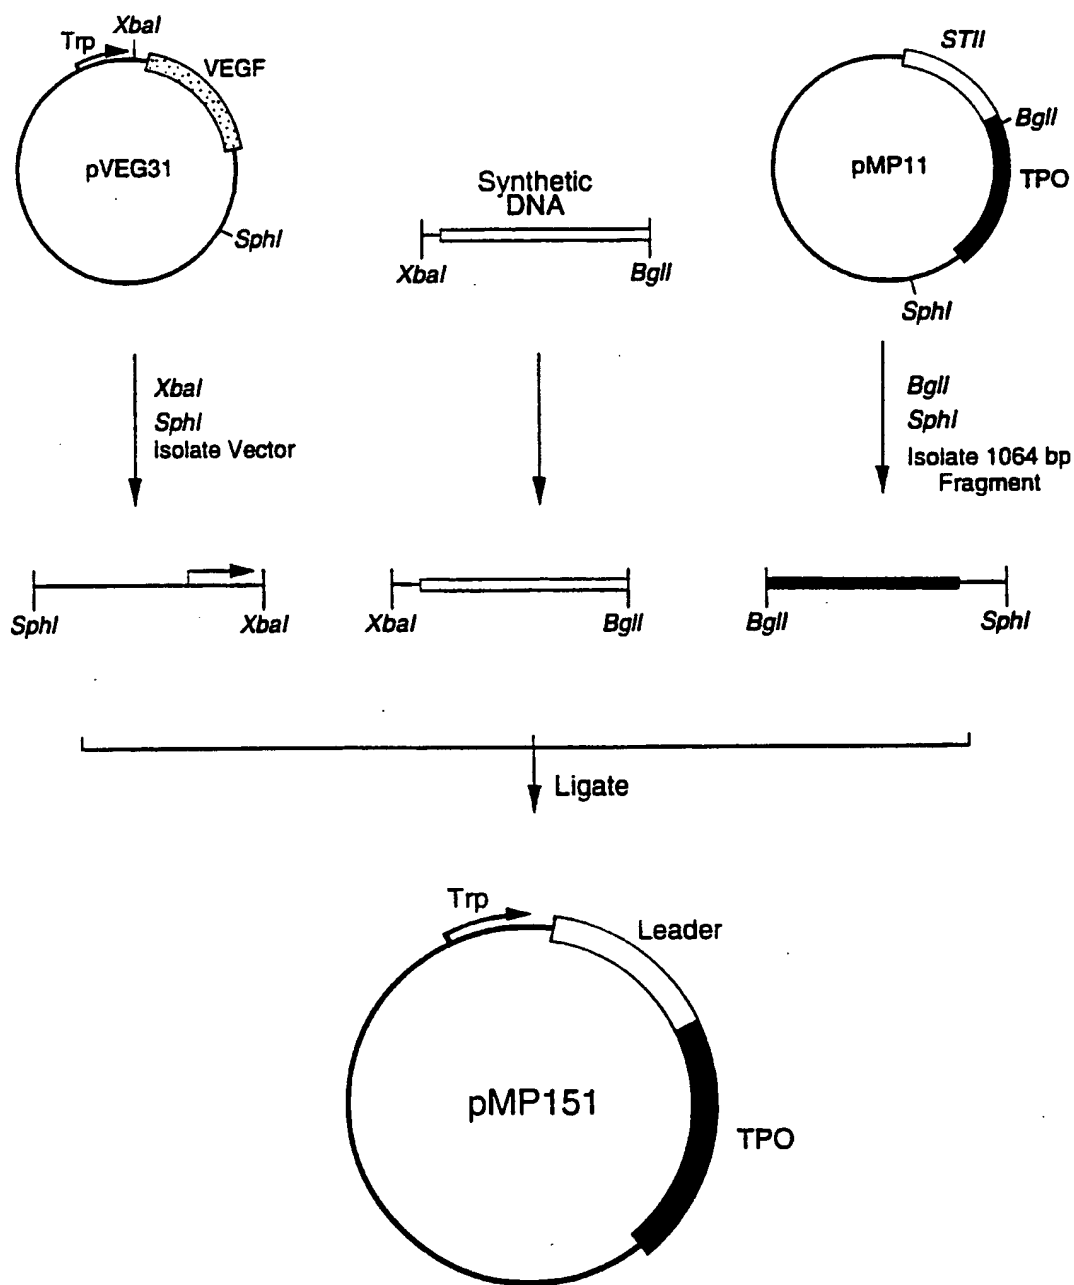 XbaI
Trp
VEGF
pVEG31
SphI
Synthetic
DNA
XbaI
BglI
STII
BglI
pMP11
TPO
SphI
XbaI
SphI
Isolate Vector
BglI
SphI
Isolate 1064 bp
Fragment
SphI
XbaI
XbaI
BglI
BglI
SphI
Ligate
Trp
Leader
pMP151
TPO